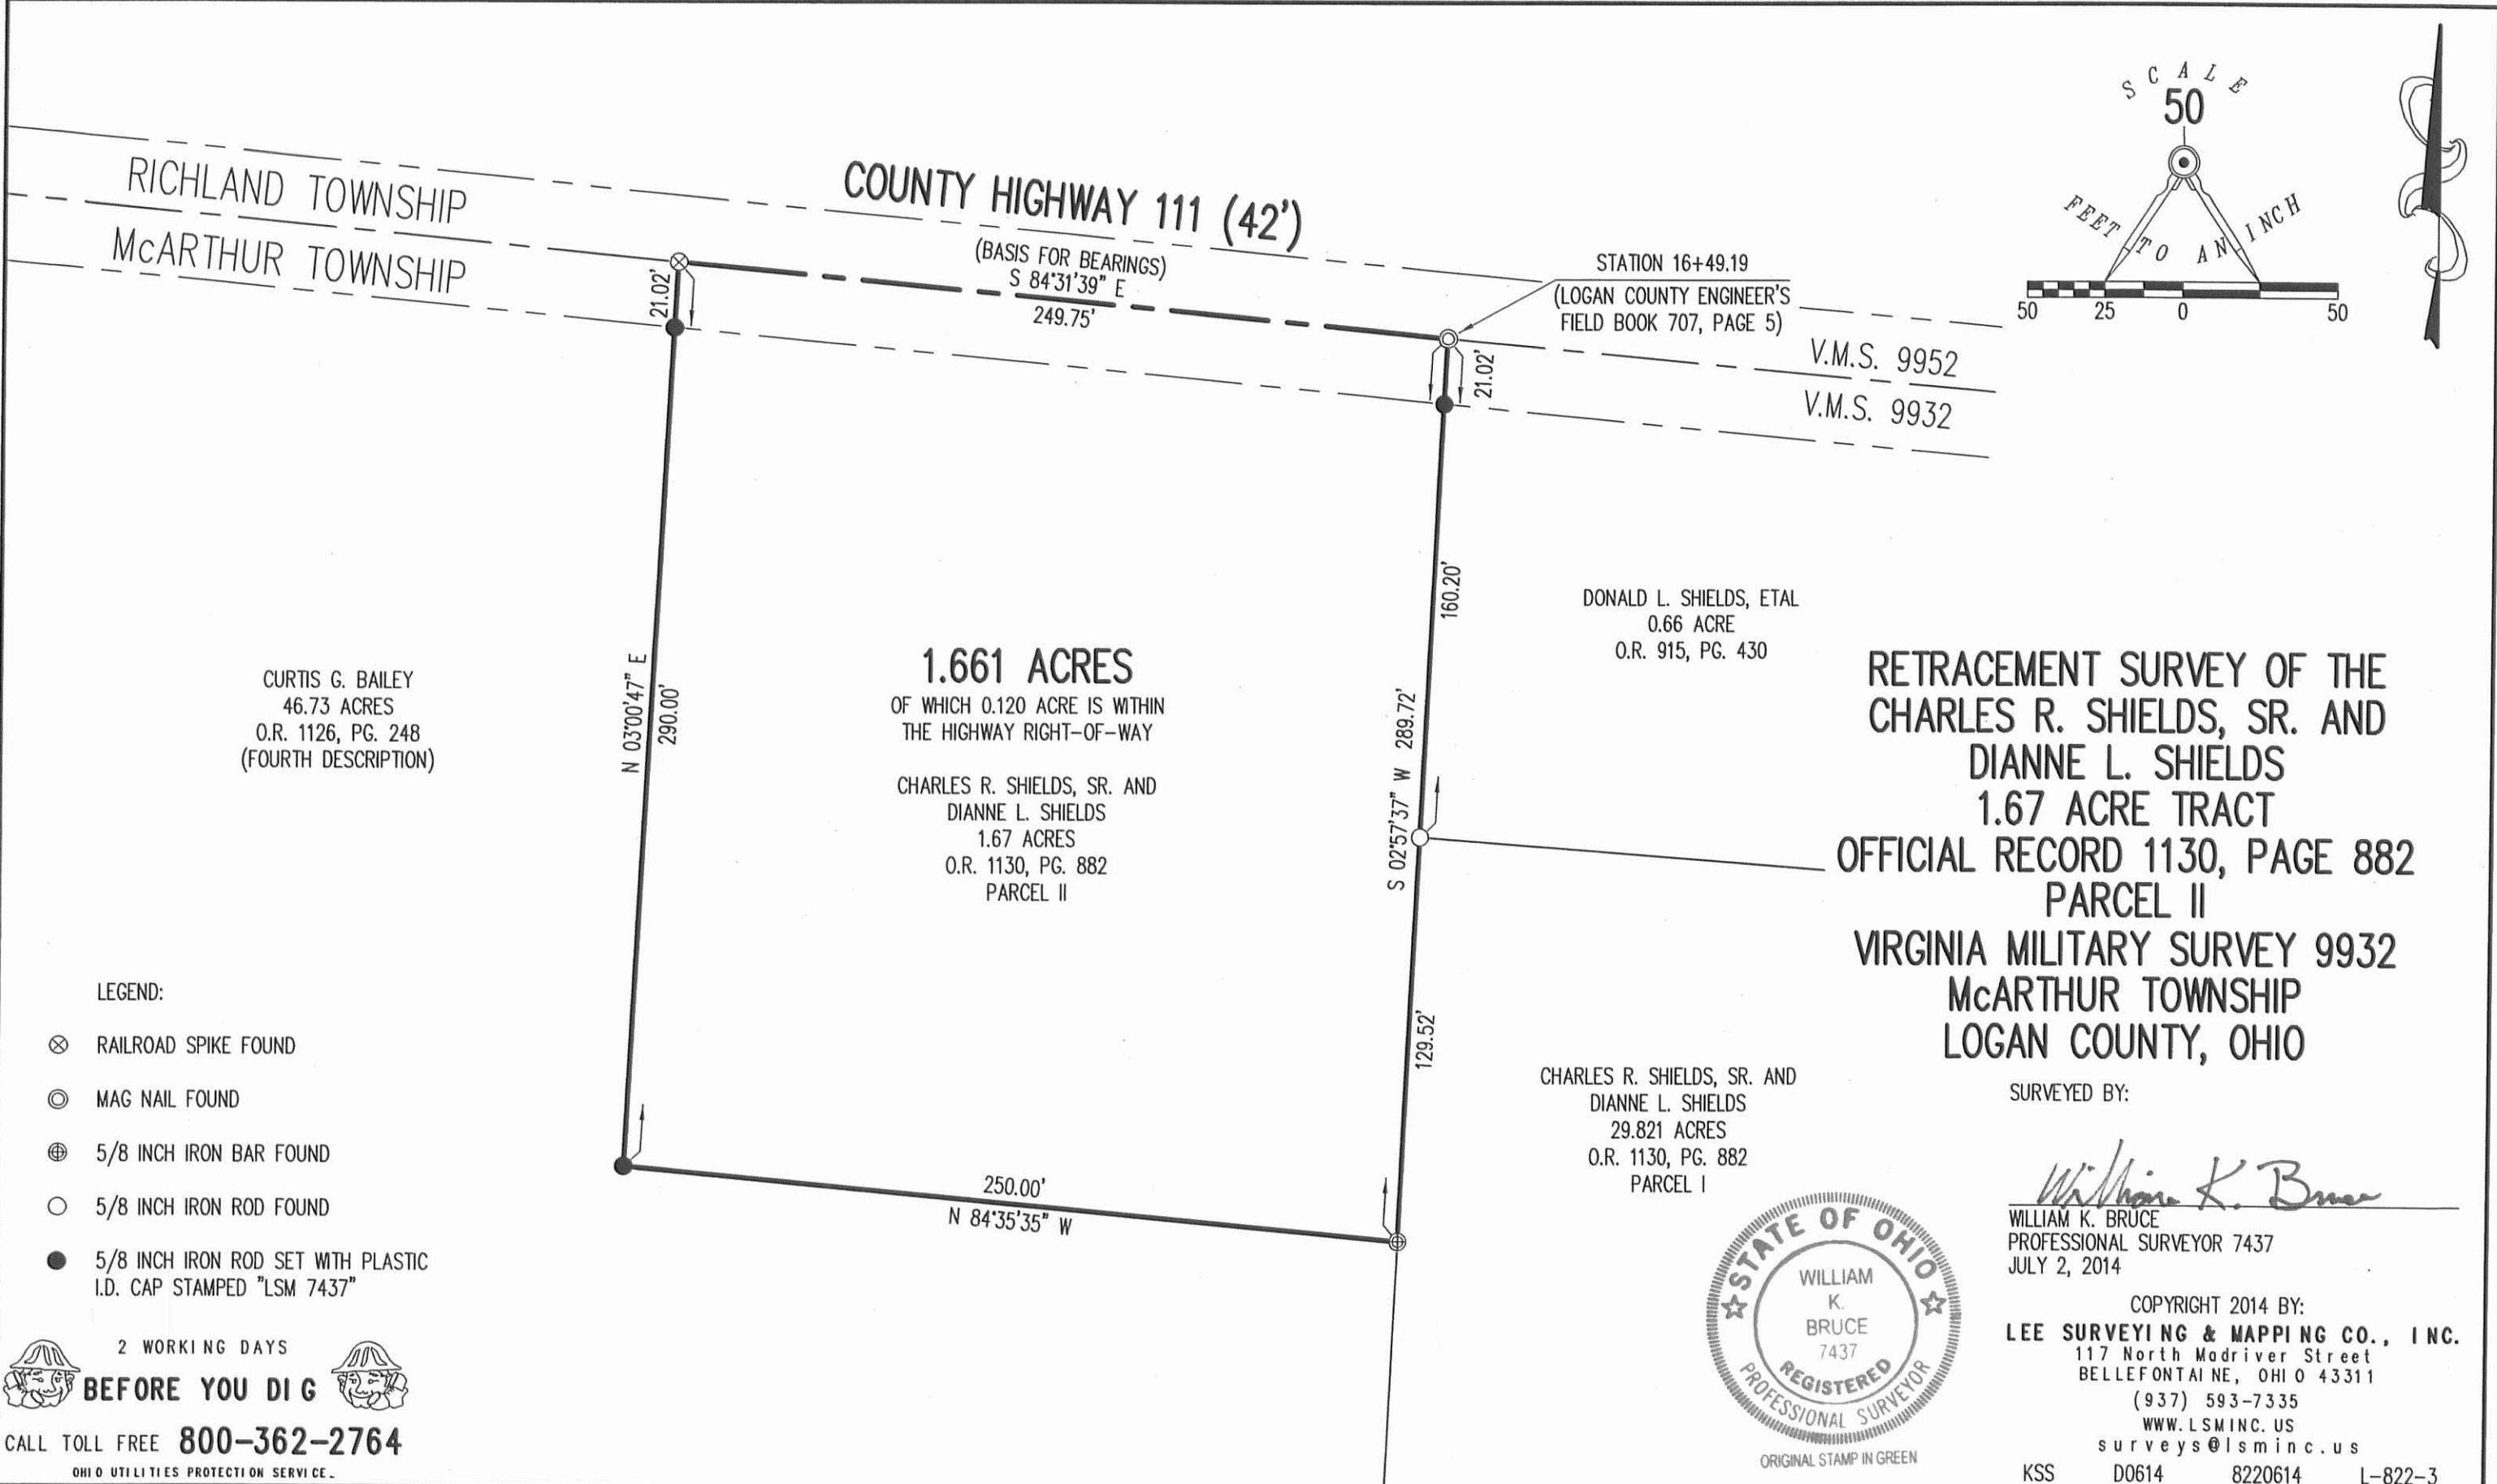 SCALE
50
FEET TO AN INCH
50 25 0 50
RICHLAND TOWNSHIP
McARTHUR TOWNSHIP
COUNTY HIGHWAY 111 (42')
(BASIS FOR BEARINGS)
S 84°31'39" E
249.75'
STATION 16+49.19
(LOGAN COUNTY ENGINEER'S
FIELD BOOK 707, PAGE 5)
V.M.S. 9952
V.M.S. 9932
21.02'
21.02'
N 03°00'47" E
290.00'
160.20'
S 02°57'37" W 289.72'
129.52'
250.00'
N 84°35'35" W
CURTIS G. BAILEY
46.73 ACRES
O.R. 1126, PG. 248
(FOURTH DESCRIPTION)
1.661 ACRES
OF WHICH 0.120 ACRE IS WITHIN
THE HIGHWAY RIGHT-OF-WAY
CHARLES R. SHIELDS, SR. AND
DIANNE L. SHIELDS
1.67 ACRES
O.R. 1130, PG. 882
PARCEL II
DONALD L. SHIELDS, ETAL
0.66 ACRE
O.R. 915, PG. 430
CHARLES R. SHIELDS, SR. AND
DIANNE L. SHIELDS
29.821 ACRES
O.R. 1130, PG. 882
PARCEL I
RETRACEMENT SURVEY OF THE
CHARLES R. SHIELDS, SR. AND
DIANNE L. SHIELDS
1.67 ACRE TRACT
OFFICIAL RECORD 1130, PAGE 882
PARCEL II
VIRGINIA MILITARY SURVEY 9932
McARTHUR TOWNSHIP
LOGAN COUNTY, OHIO
LEGEND:
RAILROAD SPIKE FOUND
MAG NAIL FOUND
5/8 INCH IRON BAR FOUND
5/8 INCH IRON ROD FOUND
5/8 INCH IRON ROD SET WITH PLASTIC
I.D. CAP STAMPED "LSM 7437"
2 WORKING DAYS
BEFORE YOU DIG
CALL TOLL FREE 800-362-2764
OHIO UTILITIES PROTECTION SERVICE.
STATE OF OHIO
WILLIAM
K.
BRUCE
7437
REGISTERED
PROFESSIONAL SURVEYOR
ORIGINAL STAMP IN GREEN
SURVEYED BY:
William K. Bruce
WILLIAM K. BRUCE
PROFESSIONAL SURVEYOR 7437
JULY 2, 2014
COPYRIGHT 2014 BY:
LEE SURVEYING & MAPPING CO., INC.
117 North Madriver Street
BELLEFONTAINE, OHIO 43311
(937) 593-7335
WWW.LSMINC.US
surveys@lsminc.us
KSS D0614 8220614 L-822-3